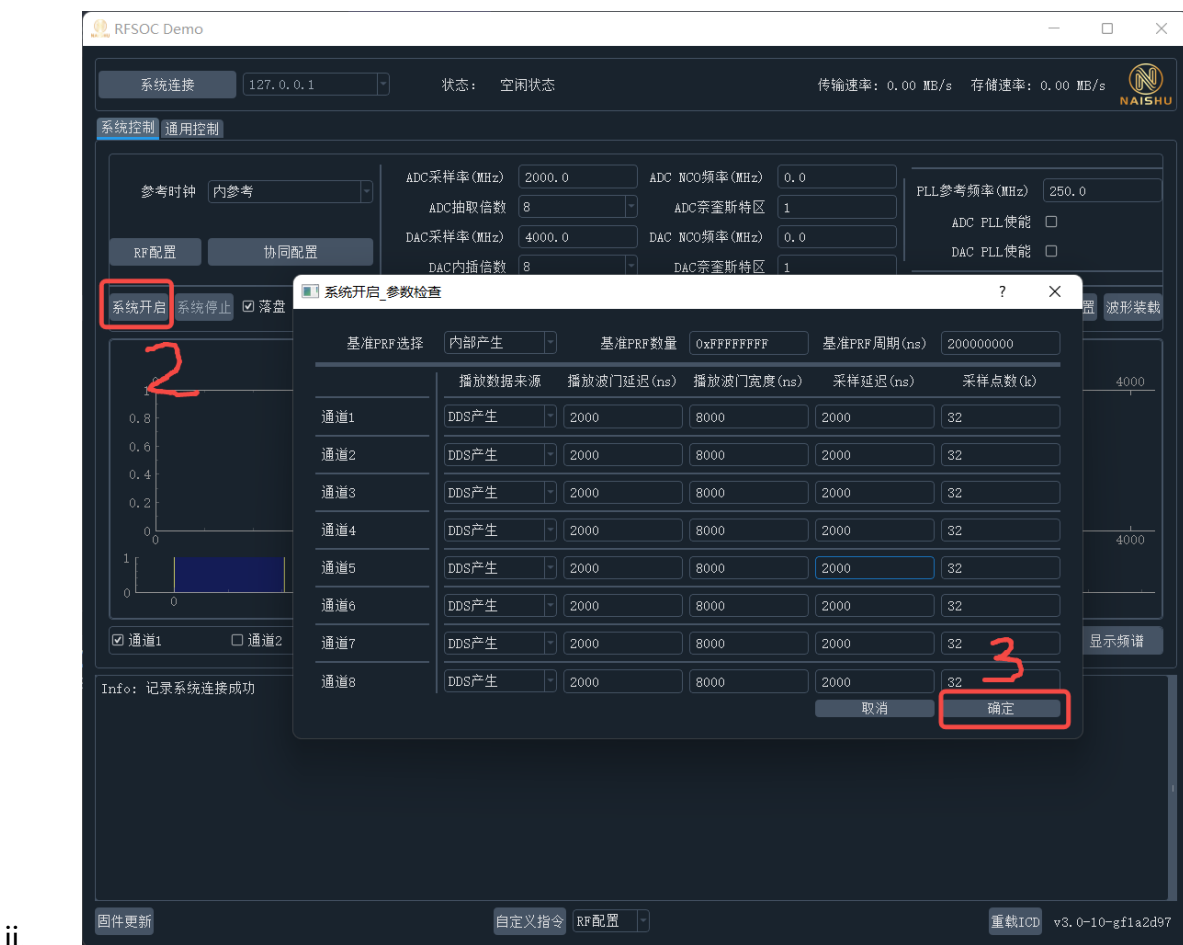 RFSOC Demo
系统连接 127.0.0.1 状态: 空闲状态 传输速率: 0.00 MB/s 存储速率: 0.00 MB/s
NAISHU
系统控制 通用控制
参考时钟 内参考
RF配置 协同配置
ADC采样率(MHz) 2000.0 ADC NCO频率(MHz) 0.0
ADC抽取倍数 8 ADC奈奎斯特区 1
DAC采样率(MHz) 4000.0 DAC NCO频率(MHz) 0.0
DAC内插倍数 8 DAC奈奎斯特区 1
PLL参考频率(MHz) 250.0
ADC PLL使能
DAC PLL使能
系统开启 系统停止 落盘 置 波形装载
2
系统开启_参数检查 ?
基准PRF选择 内部产生 基准PRF数量 0xFFFFFFFF 基准PRF周期(ns) 200000000
播放数据来源 播放波门延迟(ns) 播放波门宽度(ns) 采样延迟(ns) 采样点数(k)
通道1 DDS产生 2000 8000 2000 32
通道2 DDS产生 2000 8000 2000 32
通道3 DDS产生 2000 8000 2000 32
通道4 DDS产生 2000 8000 2000 32
通道5 DDS产生 2000 8000 2000 32
通道6 DDS产生 2000 8000 2000 32
通道7 DDS产生 2000 8000 2000 32
通道8 DDS产生 2000 8000 2000 32
3
取消 确定
1
0.8
0.6
0.4
0.2
0
0
4000
4000
1
0
0
通道1 通道2 显示频谱
Info: 记录系统连接成功
固件更新 自定义指令 RF配置 重载ICD v3.0-10-gf1a2d97
ii